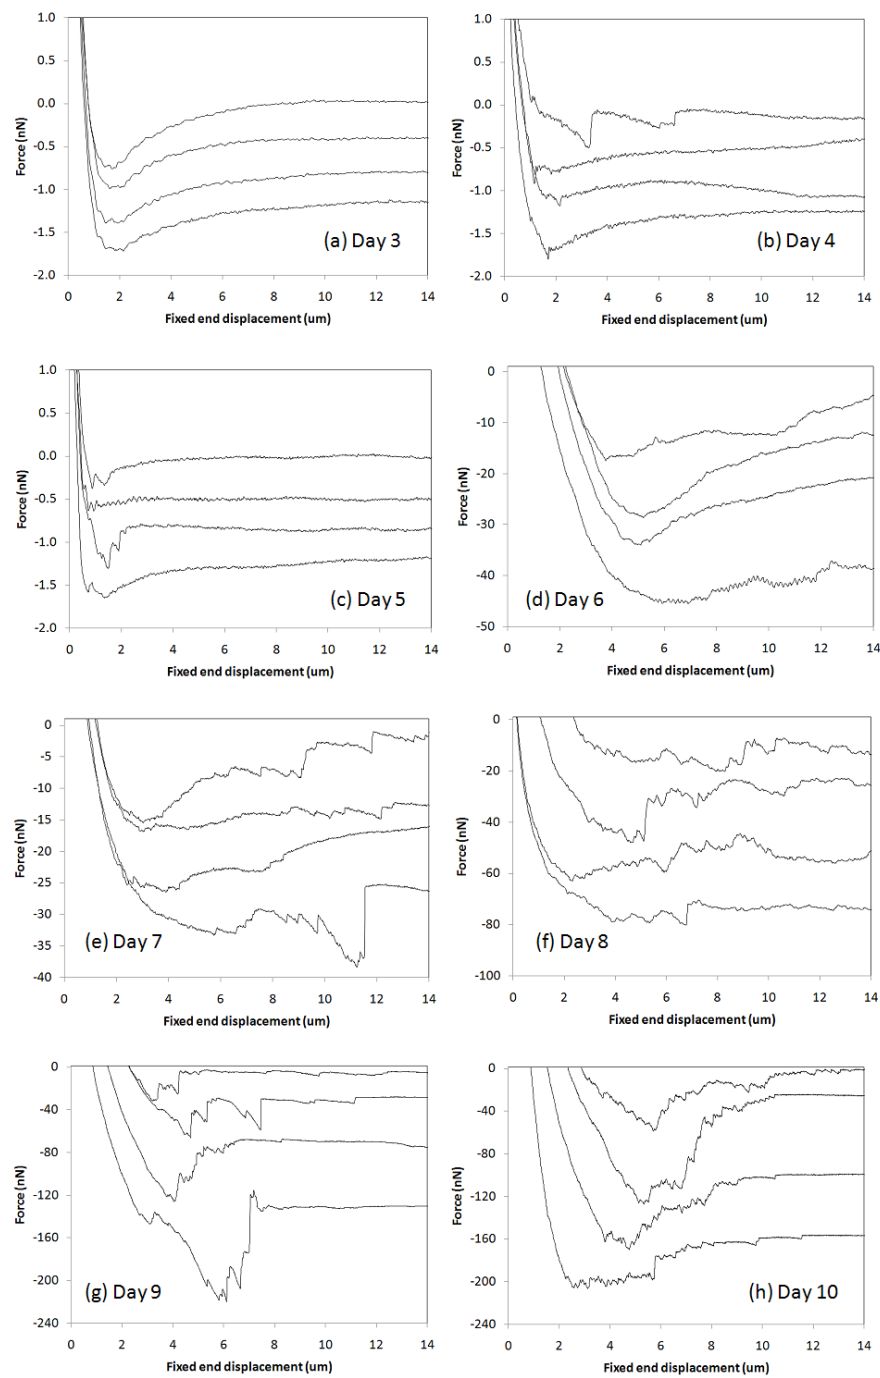 1.0
0.5
0.0
-0.5
-1.0
-1.5
-2.0
Force (nN)
(a) Day 3
0 2 4 6 8 10 12 14
Fixed end displacement (um)
1.0
0.5
0.0
-0.5
-1.0
-1.5
-2.0
Force (nN)
(b) Day 4
0 2 4 6 8 10 12 14
Fixed end displacement (um)
1.0
0.5
0.0
-0.5
-1.0
-1.5
-2.0
Force (nN)
(c) Day 5
0 2 4 6 8 10 12 14
Fixed end displacement (um)
0
-10
-20
-30
-40
-50
Force (nN)
(d) Day 6
0 2 4 6 8 10 12 14
Fixed end displacement (um)
0
-5
-10
-15
-20
-25
-30
-35
-40
Force (nN)
(e) Day 7
0 2 4 6 8 10 12 14
Fixed end displacement (um)
0
-20
-40
-60
-80
-100
Force (nN)
(f) Day 8
0 2 4 6 8 10 12 14
Fixed end displacement (um)
0
-40
-80
-120
-160
-200
-240
Force (nN)
(g) Day 9
0 2 4 6 8 10 12 14
Fixed end displacement (um)
0
-40
-80
-120
-160
-200
-240
Force (nN)
(h) Day 10
0 2 4 6 8 10 12 14
Fixed end displacement (um)